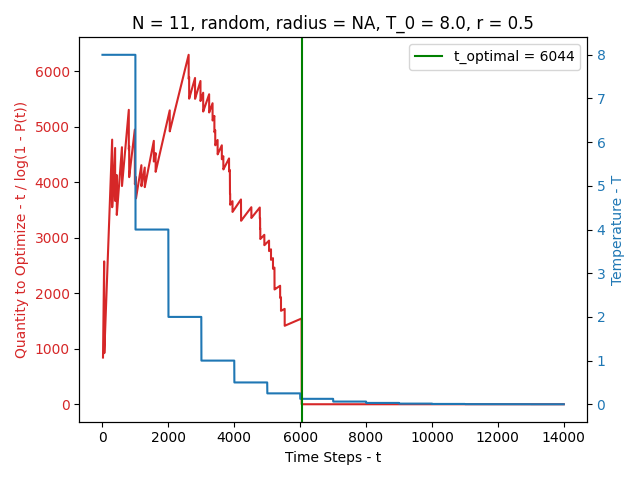 N = 11, random, radius = NA, T_0 = 8.0, r = 0.5
t_optimal = 6044
Quantity to Optimize - t / log(1 - P(t))
6000
5000
4000
3000
2000
1000
0
8
7
6
5
4
3
2
1
0
Temperature - T
0 2000 4000 6000 8000 10000 12000 14000
Time Steps - t